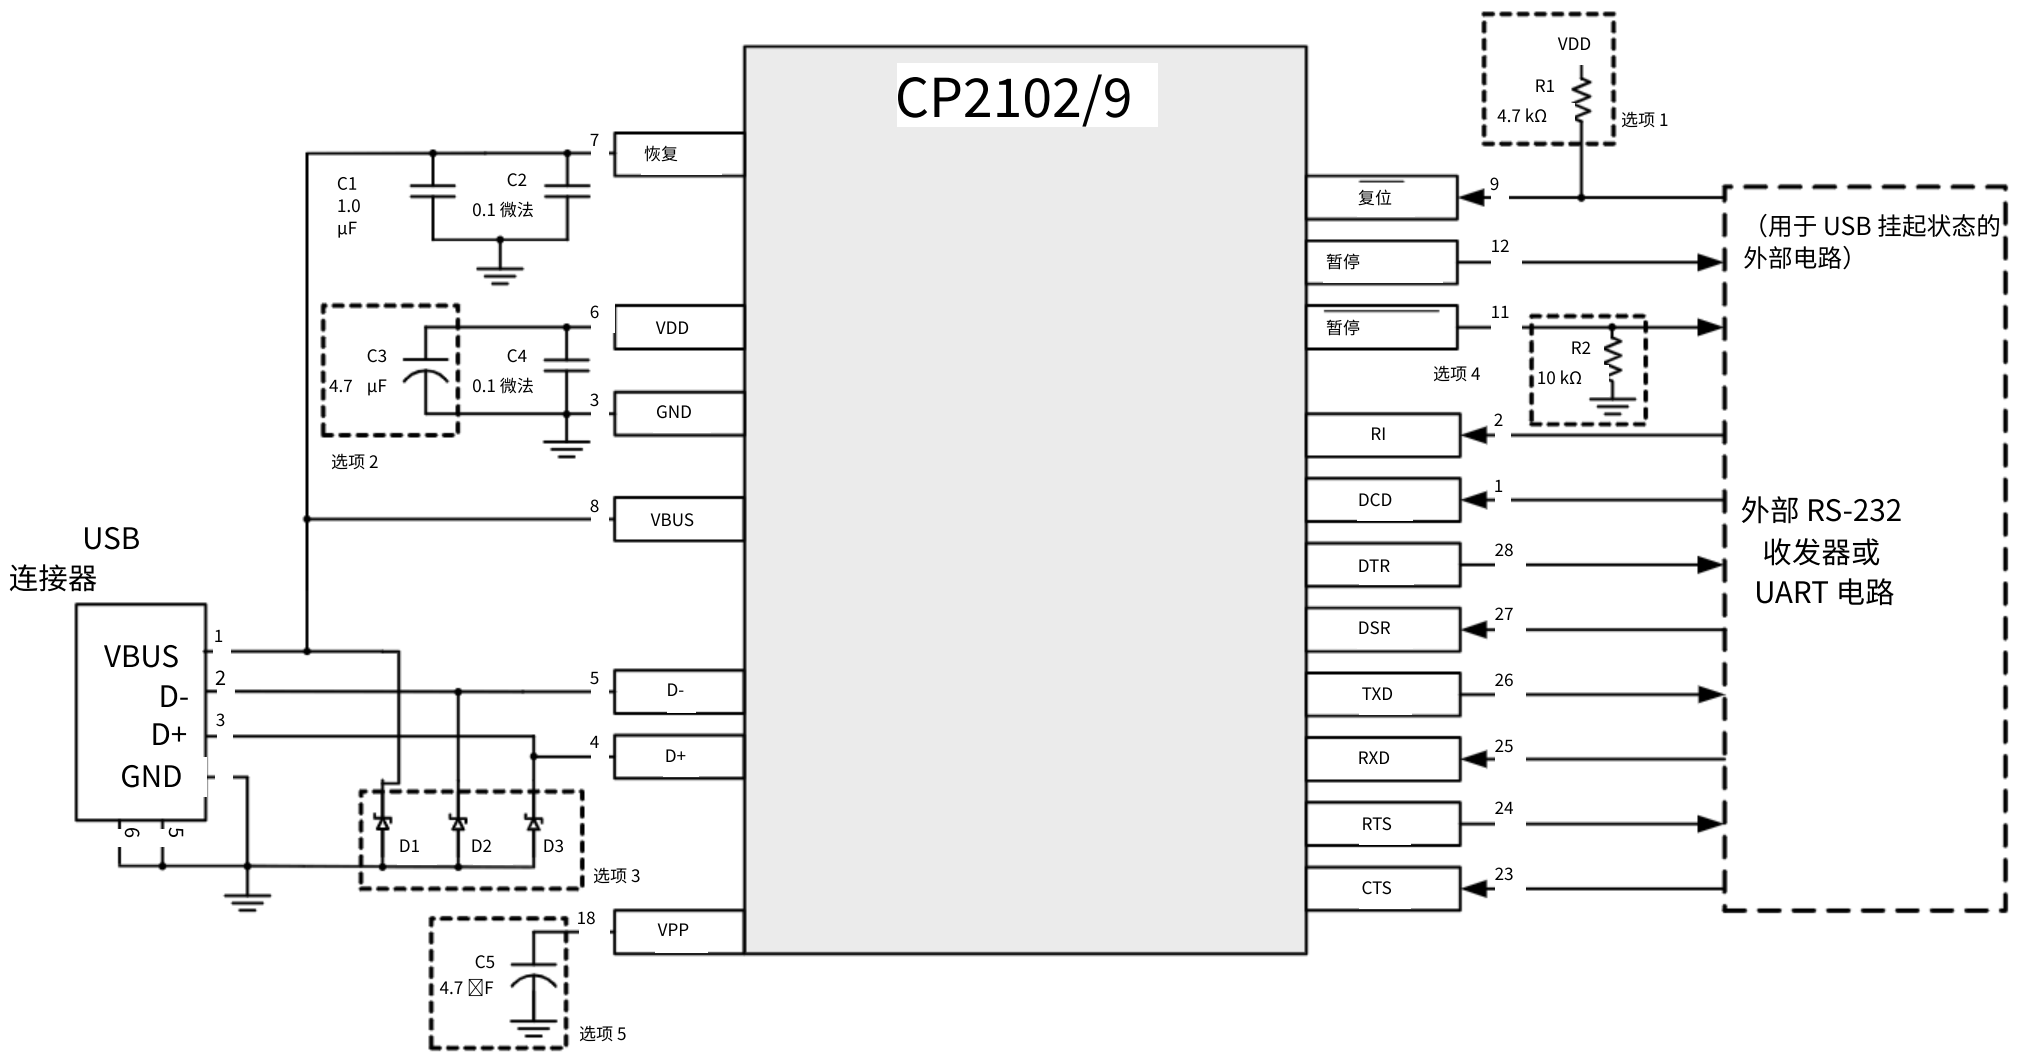 CP2102/9
VDD
R1
4.7 kΩ
选项 1
7
恢复
C1
1.0
µF
C2
0.1 微法
6
VDD
C3
4.7 µF
C4
0.1 微法
3
GND
选项 2
8
VBUS
USB
连接器
VBUS
1
D-
2
D+
3
GND
6
5
5
D-
4
D+
D1
D2
D3
选项 3
18
VPP
C5
4.7 F
选项 5
复位
9
暂停
12
暂停
11
选项 4
R2
10 kΩ
RI
2
DCD
1
DTR
28
DSR
27
TXD
26
RXD
25
RTS
24
CTS
23
（用于 USB 挂起状态的
外部电路）
外部 RS-232
收发器或
UART 电路